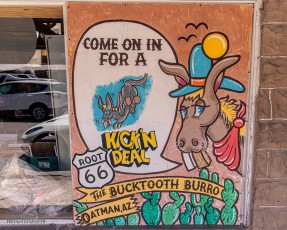 COME ON IN
FOR A
KICK'N
DEAL
ROOT
66
THE BUCKTOOTH BURRO
OATMAN, AZ